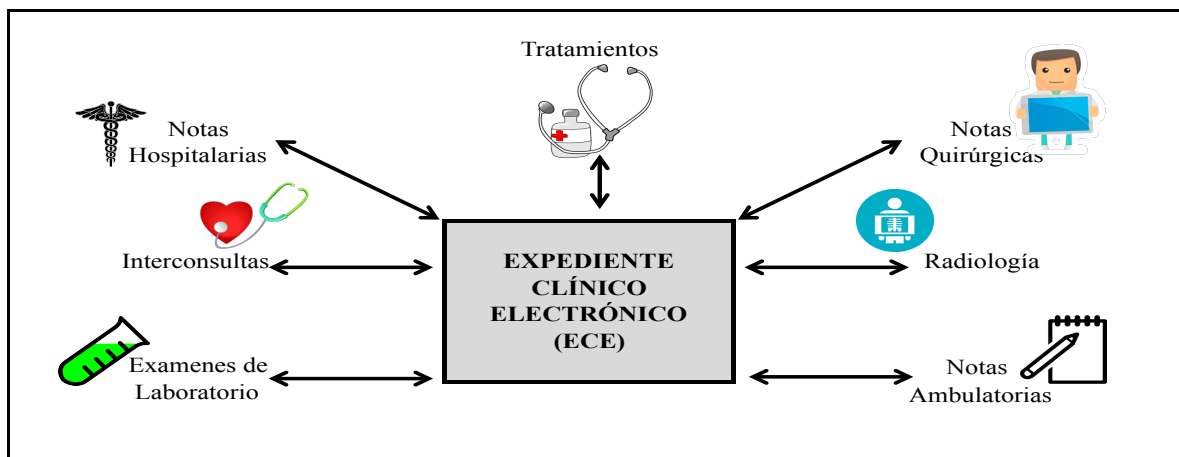 Tratamientos
Notas
Hospitalarias
Notas
Quirúrgicas
Interconsultas
EXPEDIENTE
CLÍNICO
ELECTRÓNICO
(ECE)
Radiología
Examenes de
Laboratorio
Notas
Ambulatorias